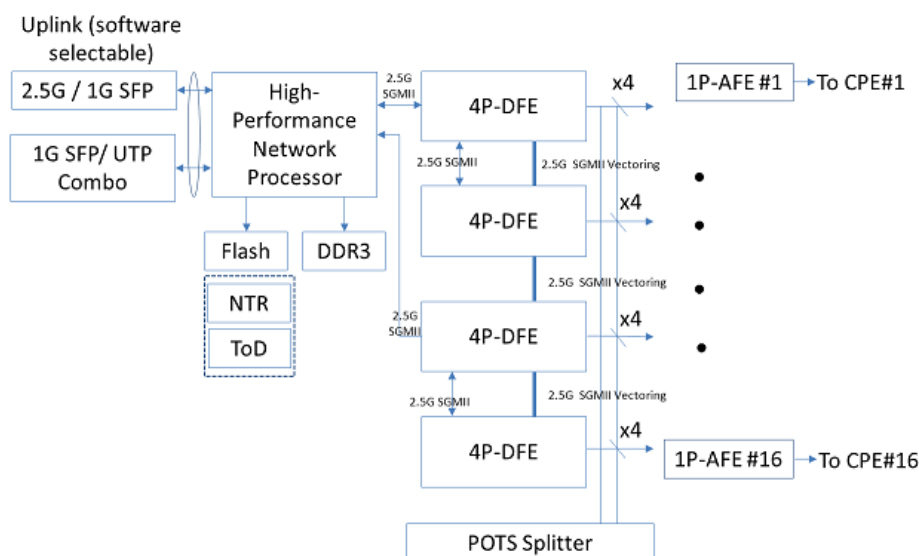 Uplink (software
selectable)
2.5G / 1G SFP
1G SFP/ UTP
Combo
High-
Performance
Network
Processor
Flash
DDR3
NTR
ToD
2.5G
SGMII
4P-DFE
x4
1P-AFE #1
To CPE#1
2.5G SGMII
2.5G SGMII Vectoring
4P-DFE
x4
2.5G SGMII Vectoring
2.5G
SGMII
4P-DFE
x4
2.5G SGMII
2.5G SGMII Vectoring
4P-DFE
x4
1P-AFE #16
To CPE#16
POTS Splitter